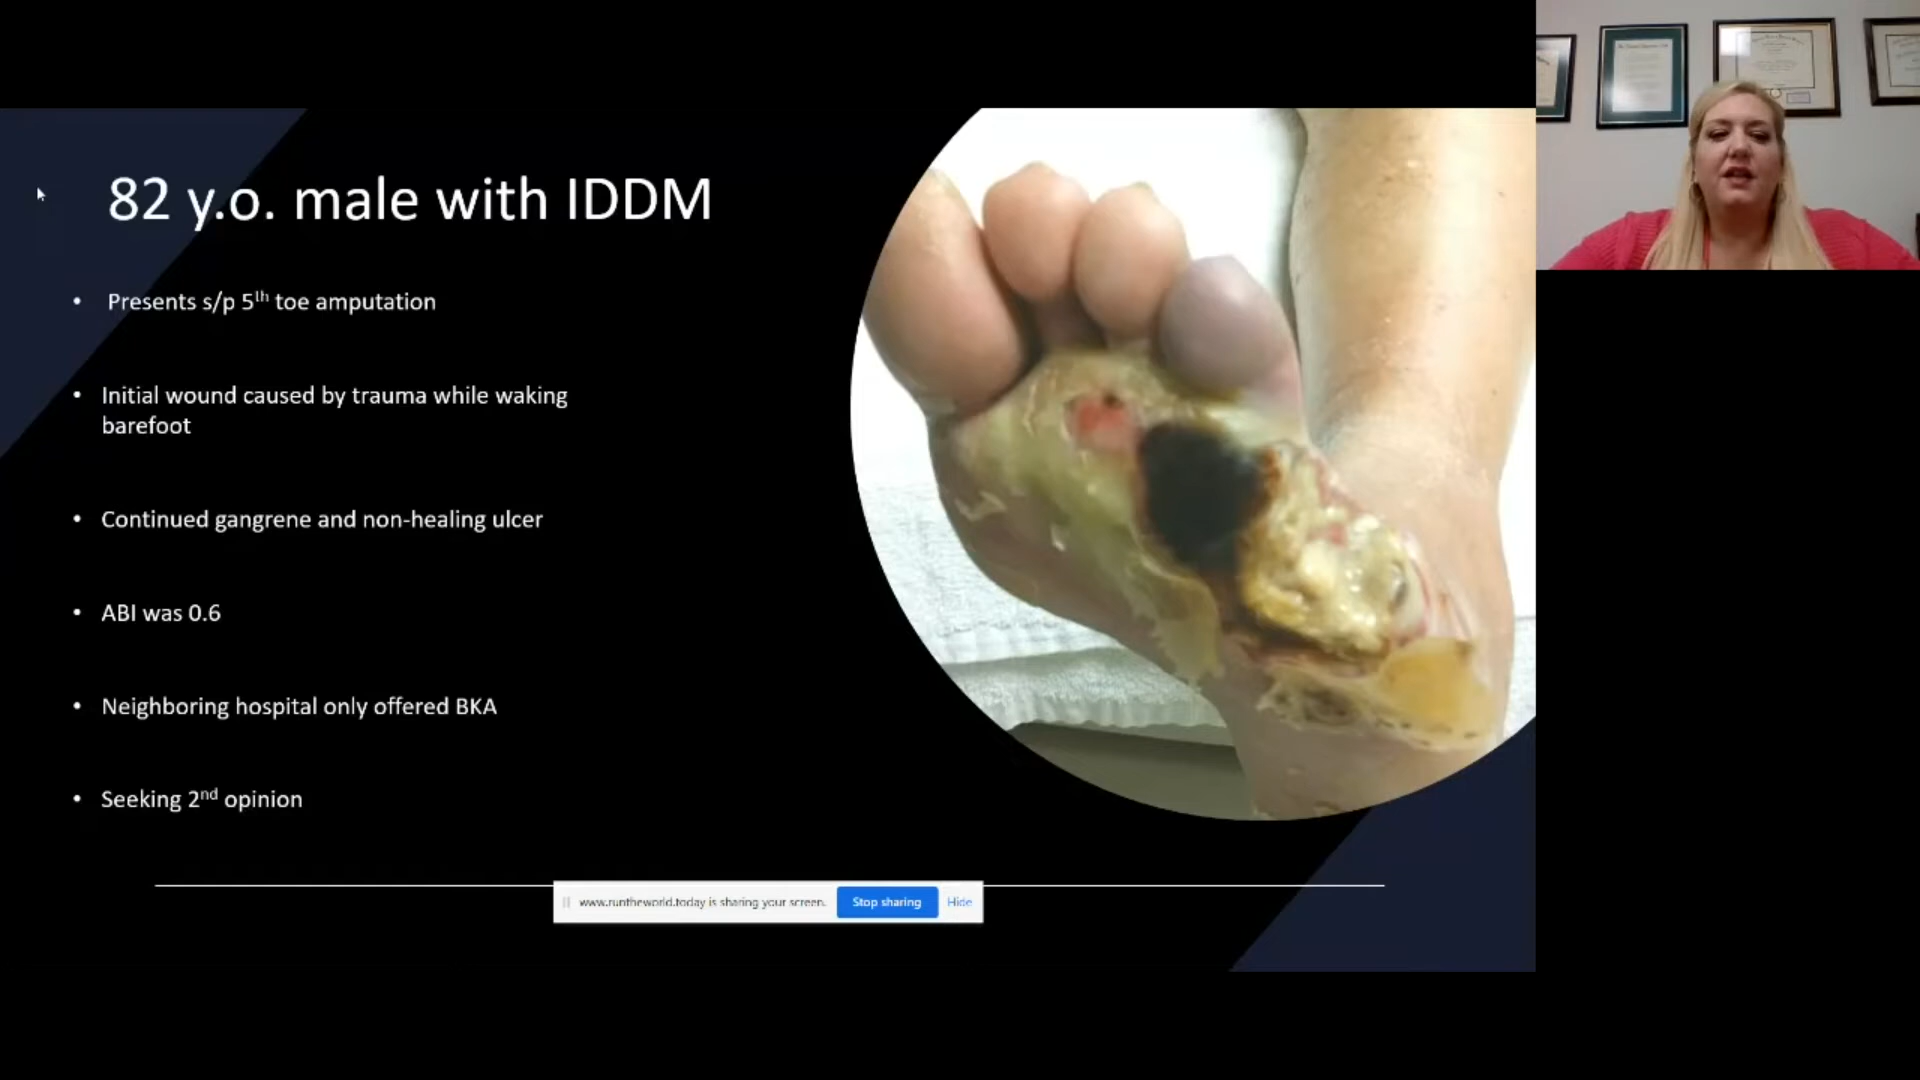 82 y.o. male with IDDM
• Presents s/p 5th toe amputation
• Initial wound caused by trauma while waking
barefoot
• Continued gangrene and non-healing ulcer
• ABI was 0.6
• Neighboring hospital only offered BKA
• Seeking 2nd opinion
www.runtheworld.today is sharing your screen. Stop sharing Hide